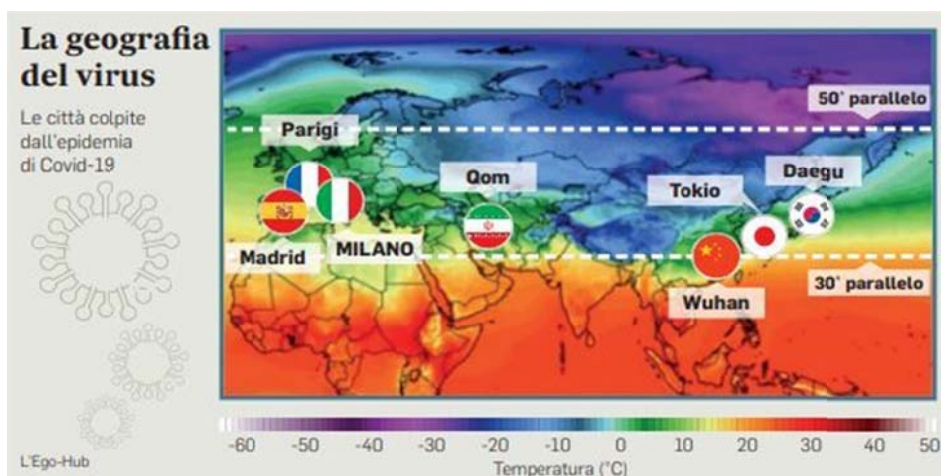 La geografia
del virus
Le città colpite
dall'epidemia
di Covid-19
50° parallelo
Parigi
Qom
Tokio
Daegu
Madrid
MILANO
Wuhan
30° parallelo
-60 -40 -30 -20 -10 0 10 20 30 40 50
Temperatura (°C)
L'Ego-Hub